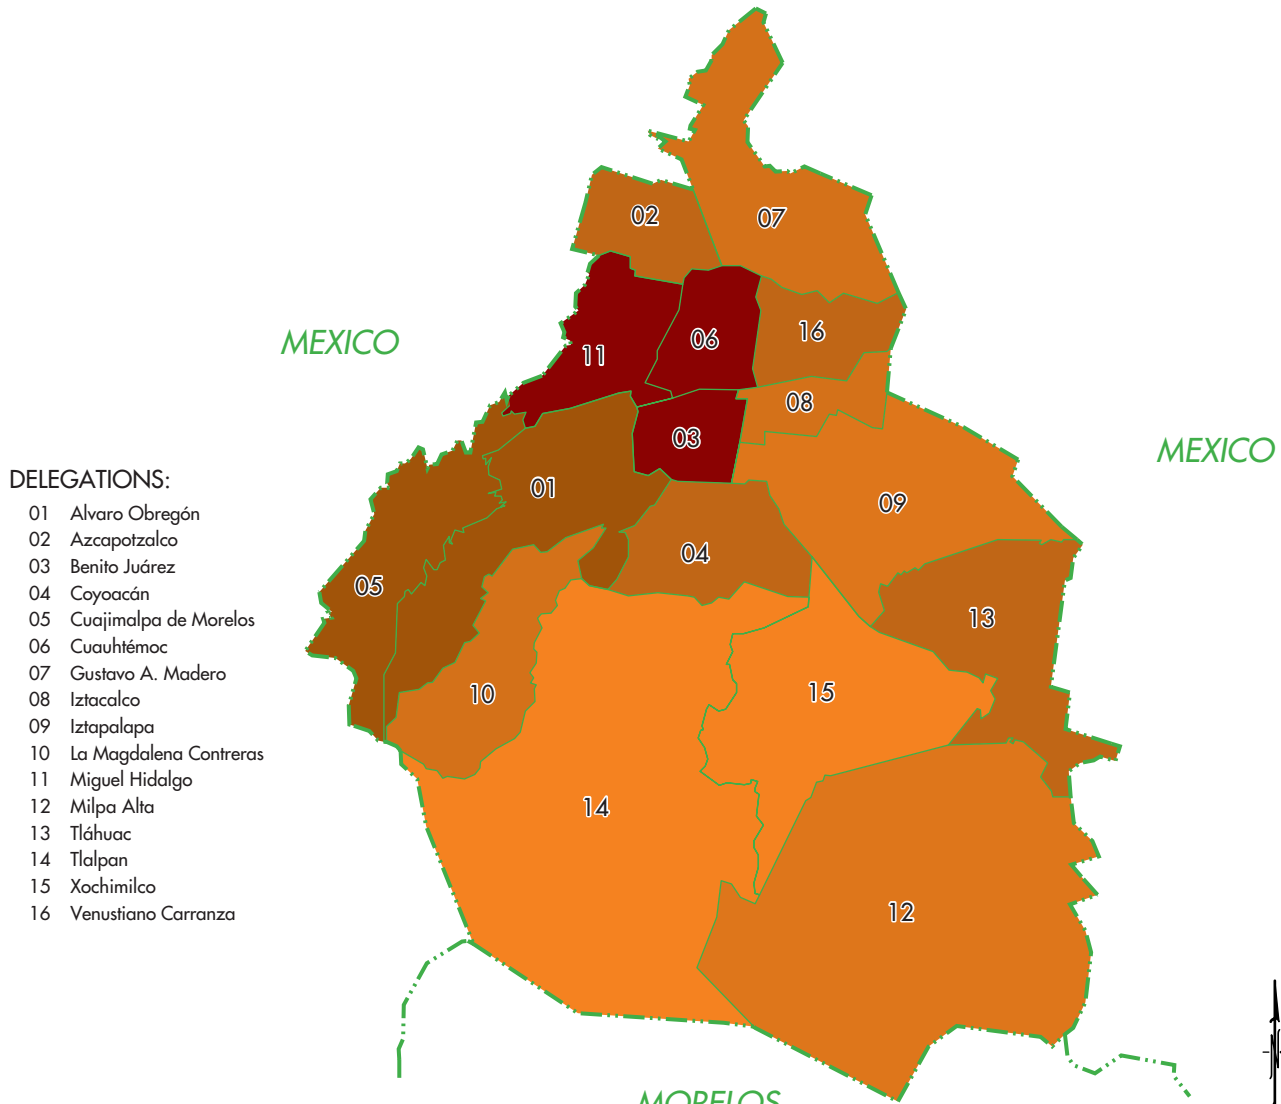 02
07
MEXICO
16
06
11
08
03
MEXICO
DELEGATIONS:
01 Alvaro Obregón
02 Azcapotzalco
03 Benito Juárez
04 Coyoacán
05 Cuajimalpa de Morelos
06 Cuauhtémoc
07 Gustavo A. Madero
08 Iztacalco
09 Iztapalapa
10 La Magdalena Contreras
11 Miguel Hidalgo
12 Milpa Alta
13 Tláhuac
14 Tlalpan
15 Xochimilco
16 Venustiano Carranza
01
09
04
05
13
10
15
14
12
N
MORELOS